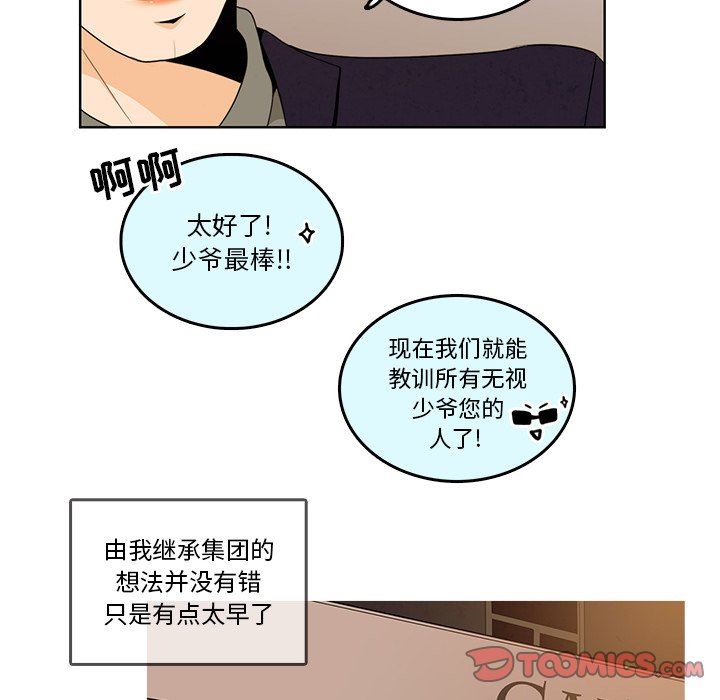 啊啊
太好了!
少爷最棒!!
现在我们就能
教训所有无视
少爷您的
人了!
由我继承集团的
想法并没有错
只是有点太早了
TOOMICS.COM